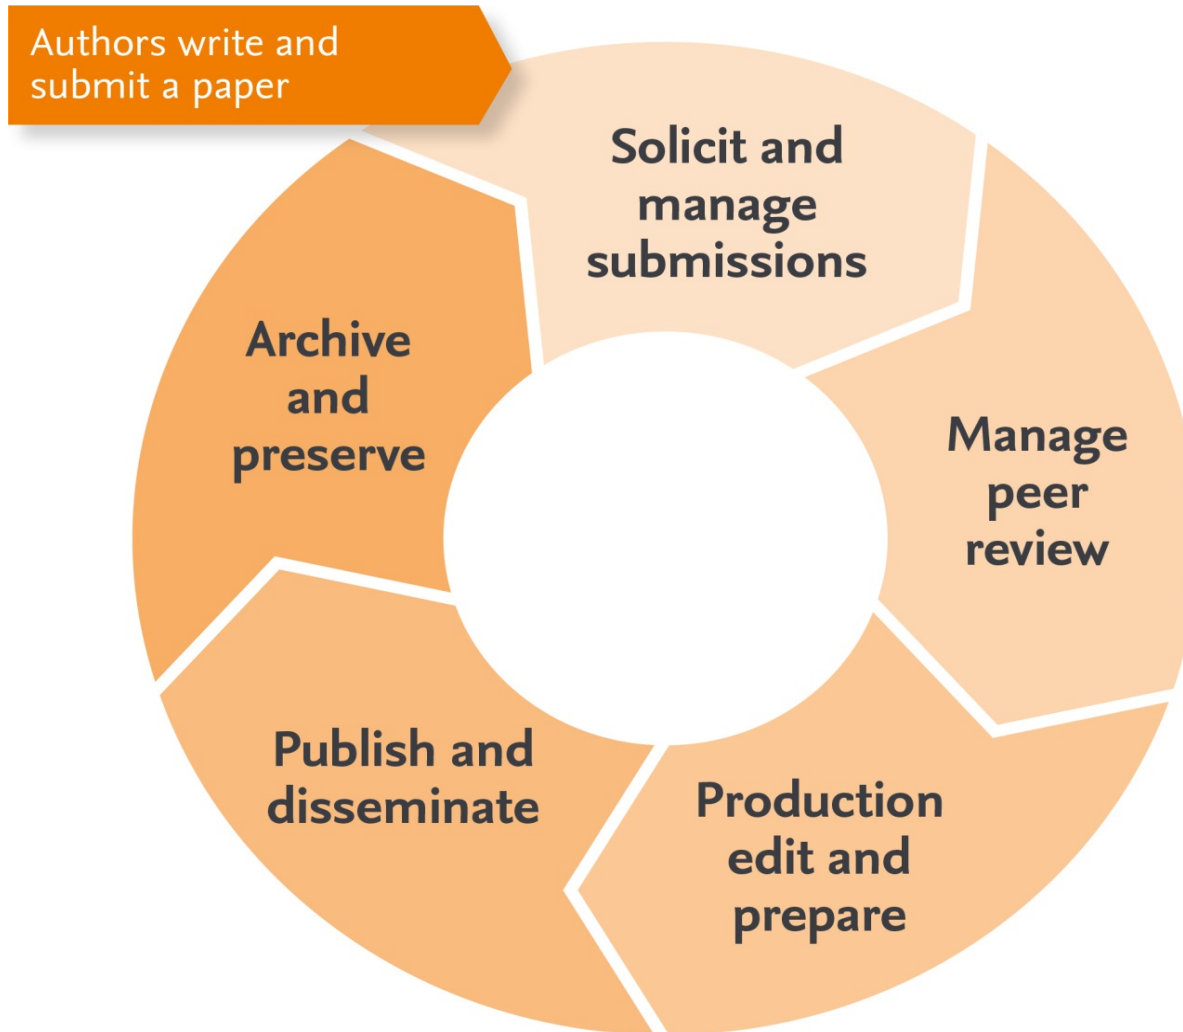 Authors write and
submit a paper
Solicit and
manage
submissions
Manage
peer
review
Production
edit and
prepare
Publish and
disseminate
Archive
and
preserve